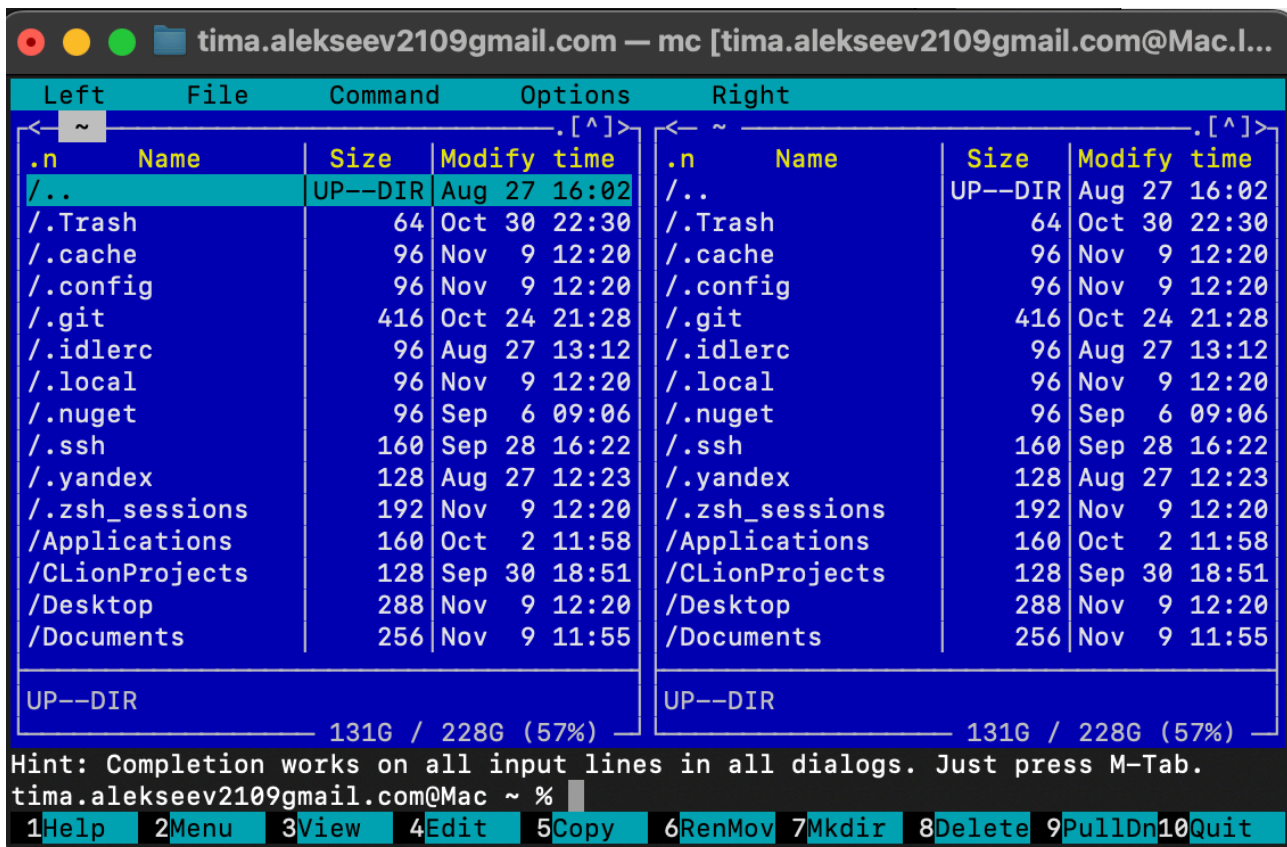 tima.alekseev2109gmail.com — mc [tima.alekseev2109gmail.com@Mac.l...
Left File Command Options Right
<— ~ .[^]> <— ~ .[^]>
.n Name Size Modify time .n Name Size Modify time
/.. UP--DIR Aug 27 16:02 /.. UP--DIR Aug 27 16:02
/.Trash 64 Oct 30 22:30 /.Trash 64 Oct 30 22:30
/.cache 96 Nov 9 12:20 /.cache 96 Nov 9 12:20
/.config 96 Nov 9 12:20 /.config 96 Nov 9 12:20
/.git 416 Oct 24 21:28 /.git 416 Oct 24 21:28
/.idlerc 96 Aug 27 13:12 /.idlerc 96 Aug 27 13:12
/.local 96 Nov 9 12:20 /.local 96 Nov 9 12:20
/.nuget 96 Sep 6 09:06 /.nuget 96 Sep 6 09:06
/.ssh 160 Sep 28 16:22 /.ssh 160 Sep 28 16:22
/.yandex 128 Aug 27 12:23 /.yandex 128 Aug 27 12:23
/.zsh_sessions 192 Nov 9 12:20 /.zsh_sessions 192 Nov 9 12:20
/Applications 160 Oct 2 11:58 /Applications 160 Oct 2 11:58
/CLionProjects 128 Sep 30 18:51 /CLionProjects 128 Sep 30 18:51
/Desktop 288 Nov 9 12:20 /Desktop 288 Nov 9 12:20
/Documents 256 Nov 9 11:55 /Documents 256 Nov 9 11:55
UP--DIR UP--DIR
131G / 228G (57%) 131G / 228G (57%)
Hint: Completion works on all input lines in all dialogs. Just press M-Tab.
tima.alekseev2109gmail.com@Mac ~ %
1Help 2Menu 3View 4Edit 5Copy 6RenMov 7Mkdir 8Delete 9PullDn 10Quit